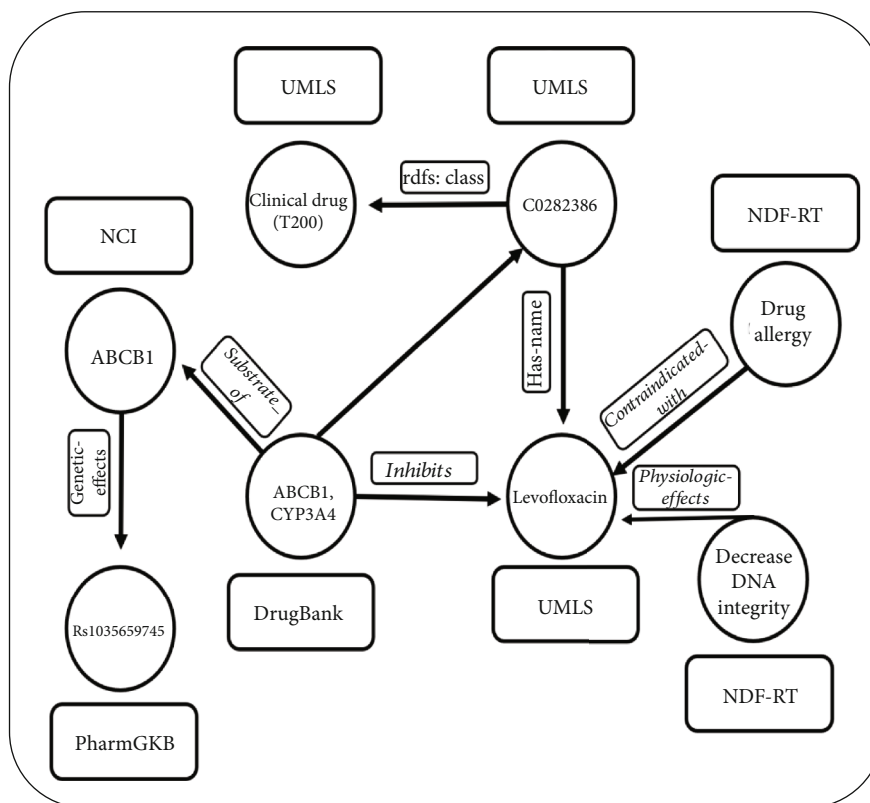 UMLS
UMLS
rdfs: class
Clinical drug
(T200)
C0282386
NCI
NDF-RT
Drug
allergy
ABCB1
Substrate_
of
Has-name
Contraindicated-
with
Genetic-
effects
Inhibits
Physiologic-
effects
ABCB1,
CYP3A4
Levofloxacin
Decrease
DNA
integrity
Rs1035659745
DrugBank
UMLS
NDF-RT
PharmGKB